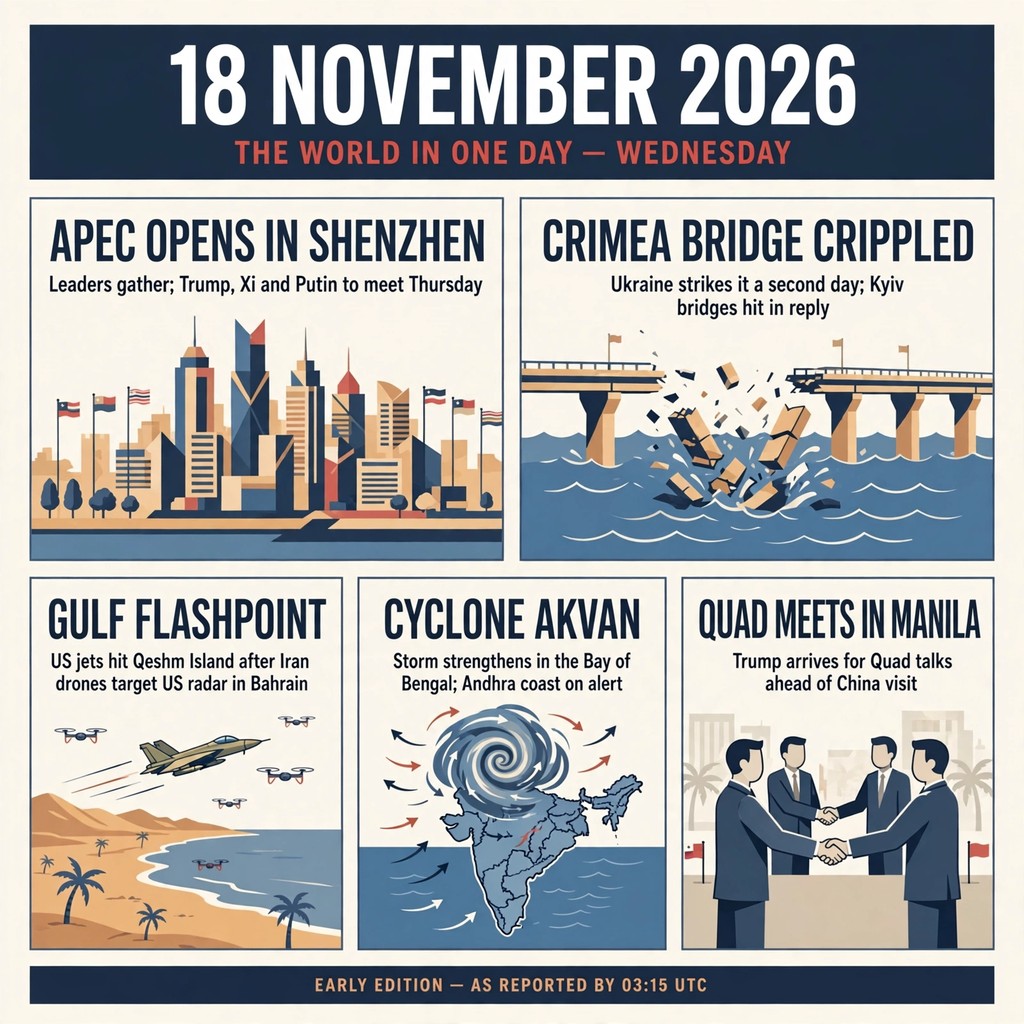 18 NOVEMBER 2026
THE WORLD IN ONE DAY — WEDNESDAY
APEC OPENS IN SHENZHEN
Leaders gather; Trump, Xi and Putin to meet Thursday
CRIMEA BRIDGE CRIPPLED
Ukraine strikes it a second day; Kyiv
bridges hit in reply
GULF FLASHPOINT
US jets hit Qeshm Island after Iran
drones target US radar in Bahrain
CYCLONE AKVAN
Storm strengthens in the Bay of
Bengal; Andhra coast on alert
QUAD MEETS IN MANILA
Trump arrives for Quad talks
ahead of China visit
EARLY EDITION — AS REPORTED BY 03:15 UTC